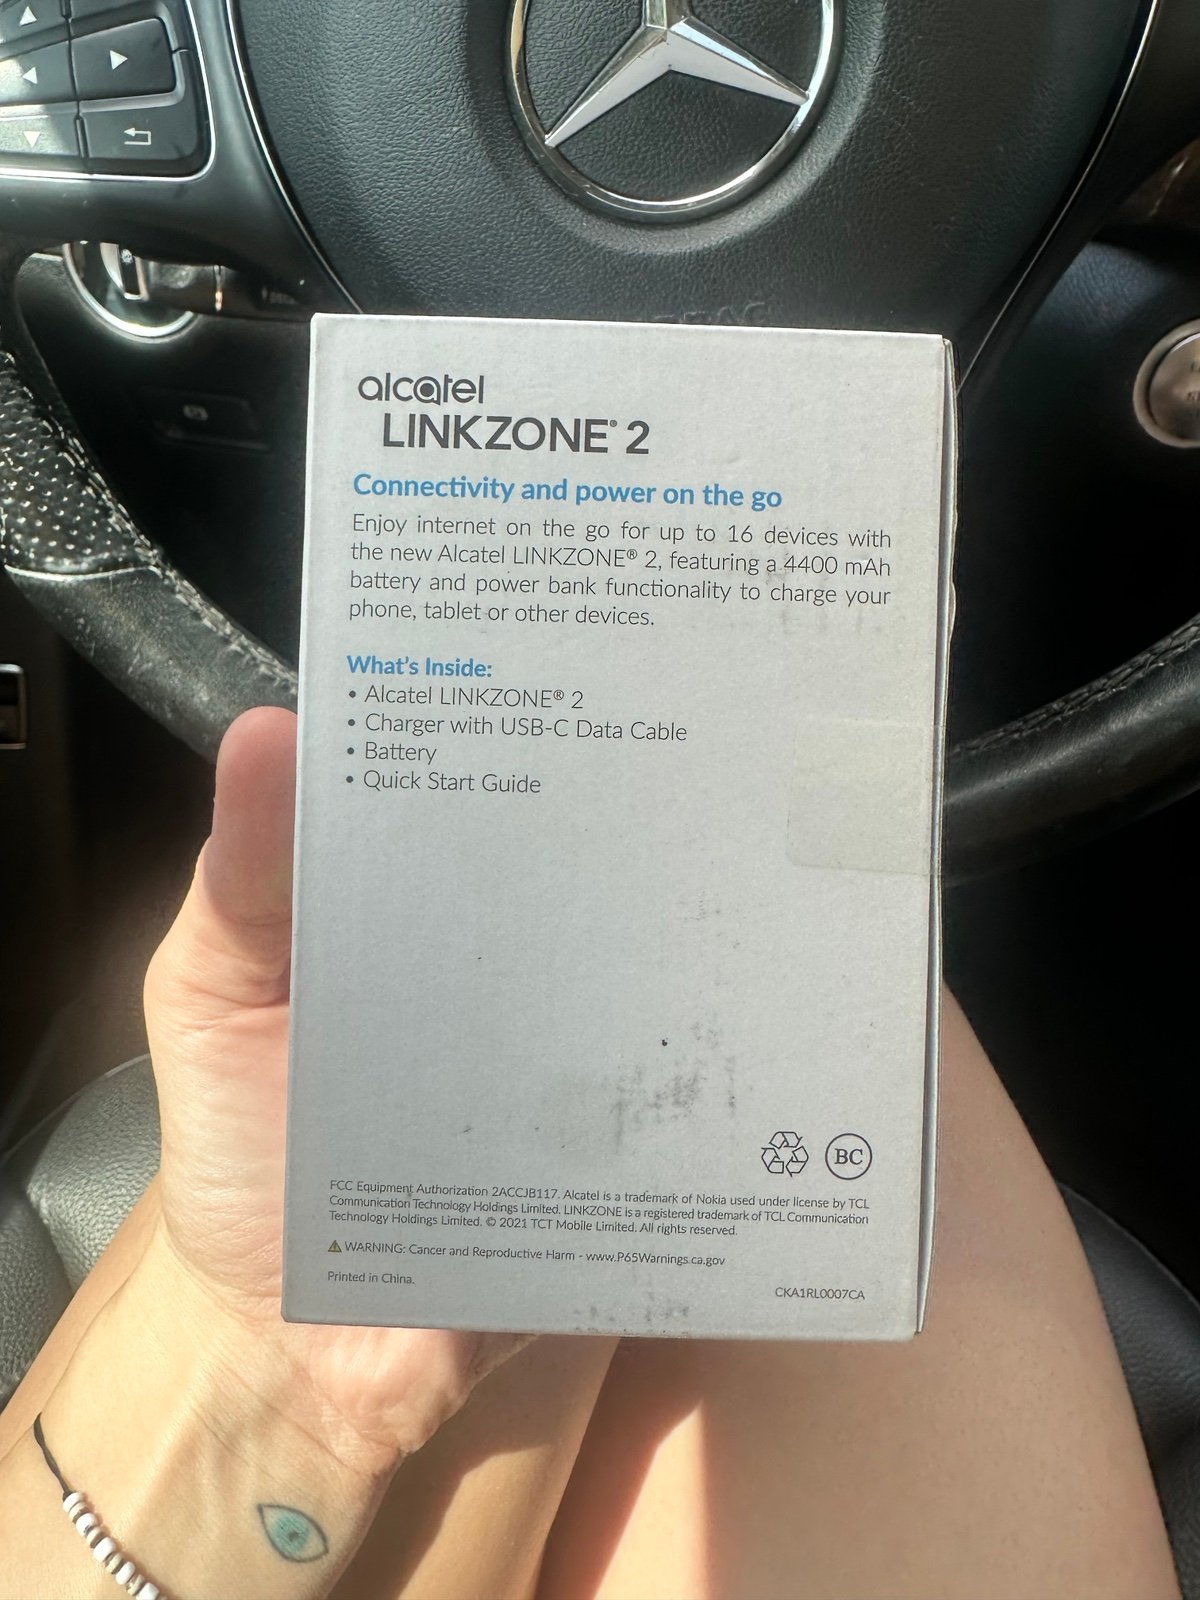 alcatel
LINKZONE® 2
Connectivity and power on the go
Enjoy internet on the go for up to 16 devices with
the new Alcatel LINKZONE® 2, featuring a 4400 mAh
battery and power bank functionality to charge your
phone, tablet or other devices.
What's Inside:
• Alcatel LINKZONE® 2
• Charger with USB-C Data Cable
• Battery
• Quick Start Guide
BC
FCC Equipment Authorization 2ACCJB117. Alcatel is a trademark of Nokia used under license by TCL
Communication Technology Holdings Limited. LINKZONE is a registered trademark of TCL Communication
Technology Holdings Limited. © 2021 TCT Mobile Limited. All rights reserved.
WARNING: Cancer and Reproductive Harm - www.P65Warnings.ca.gov
Printed in China.
CKA1RL0007CA